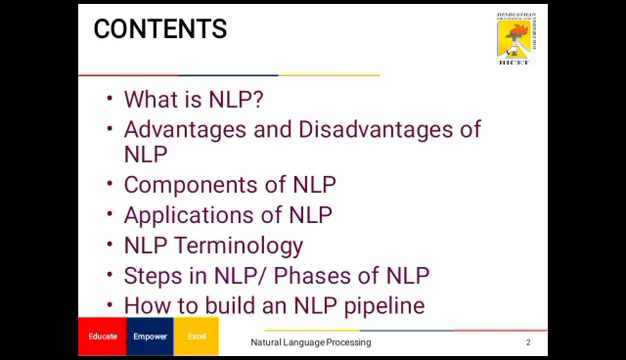 CONTENTS
HICET
• What is NLP?
• Advantages and Disadvantages of
NLP
• Components of NLP
• Applications of NLP
• NLP Terminology
• Steps in NLP/ Phases of NLP
• How to build an NLP pipeline
Educate Empower Excel
Natural Language Processing
2